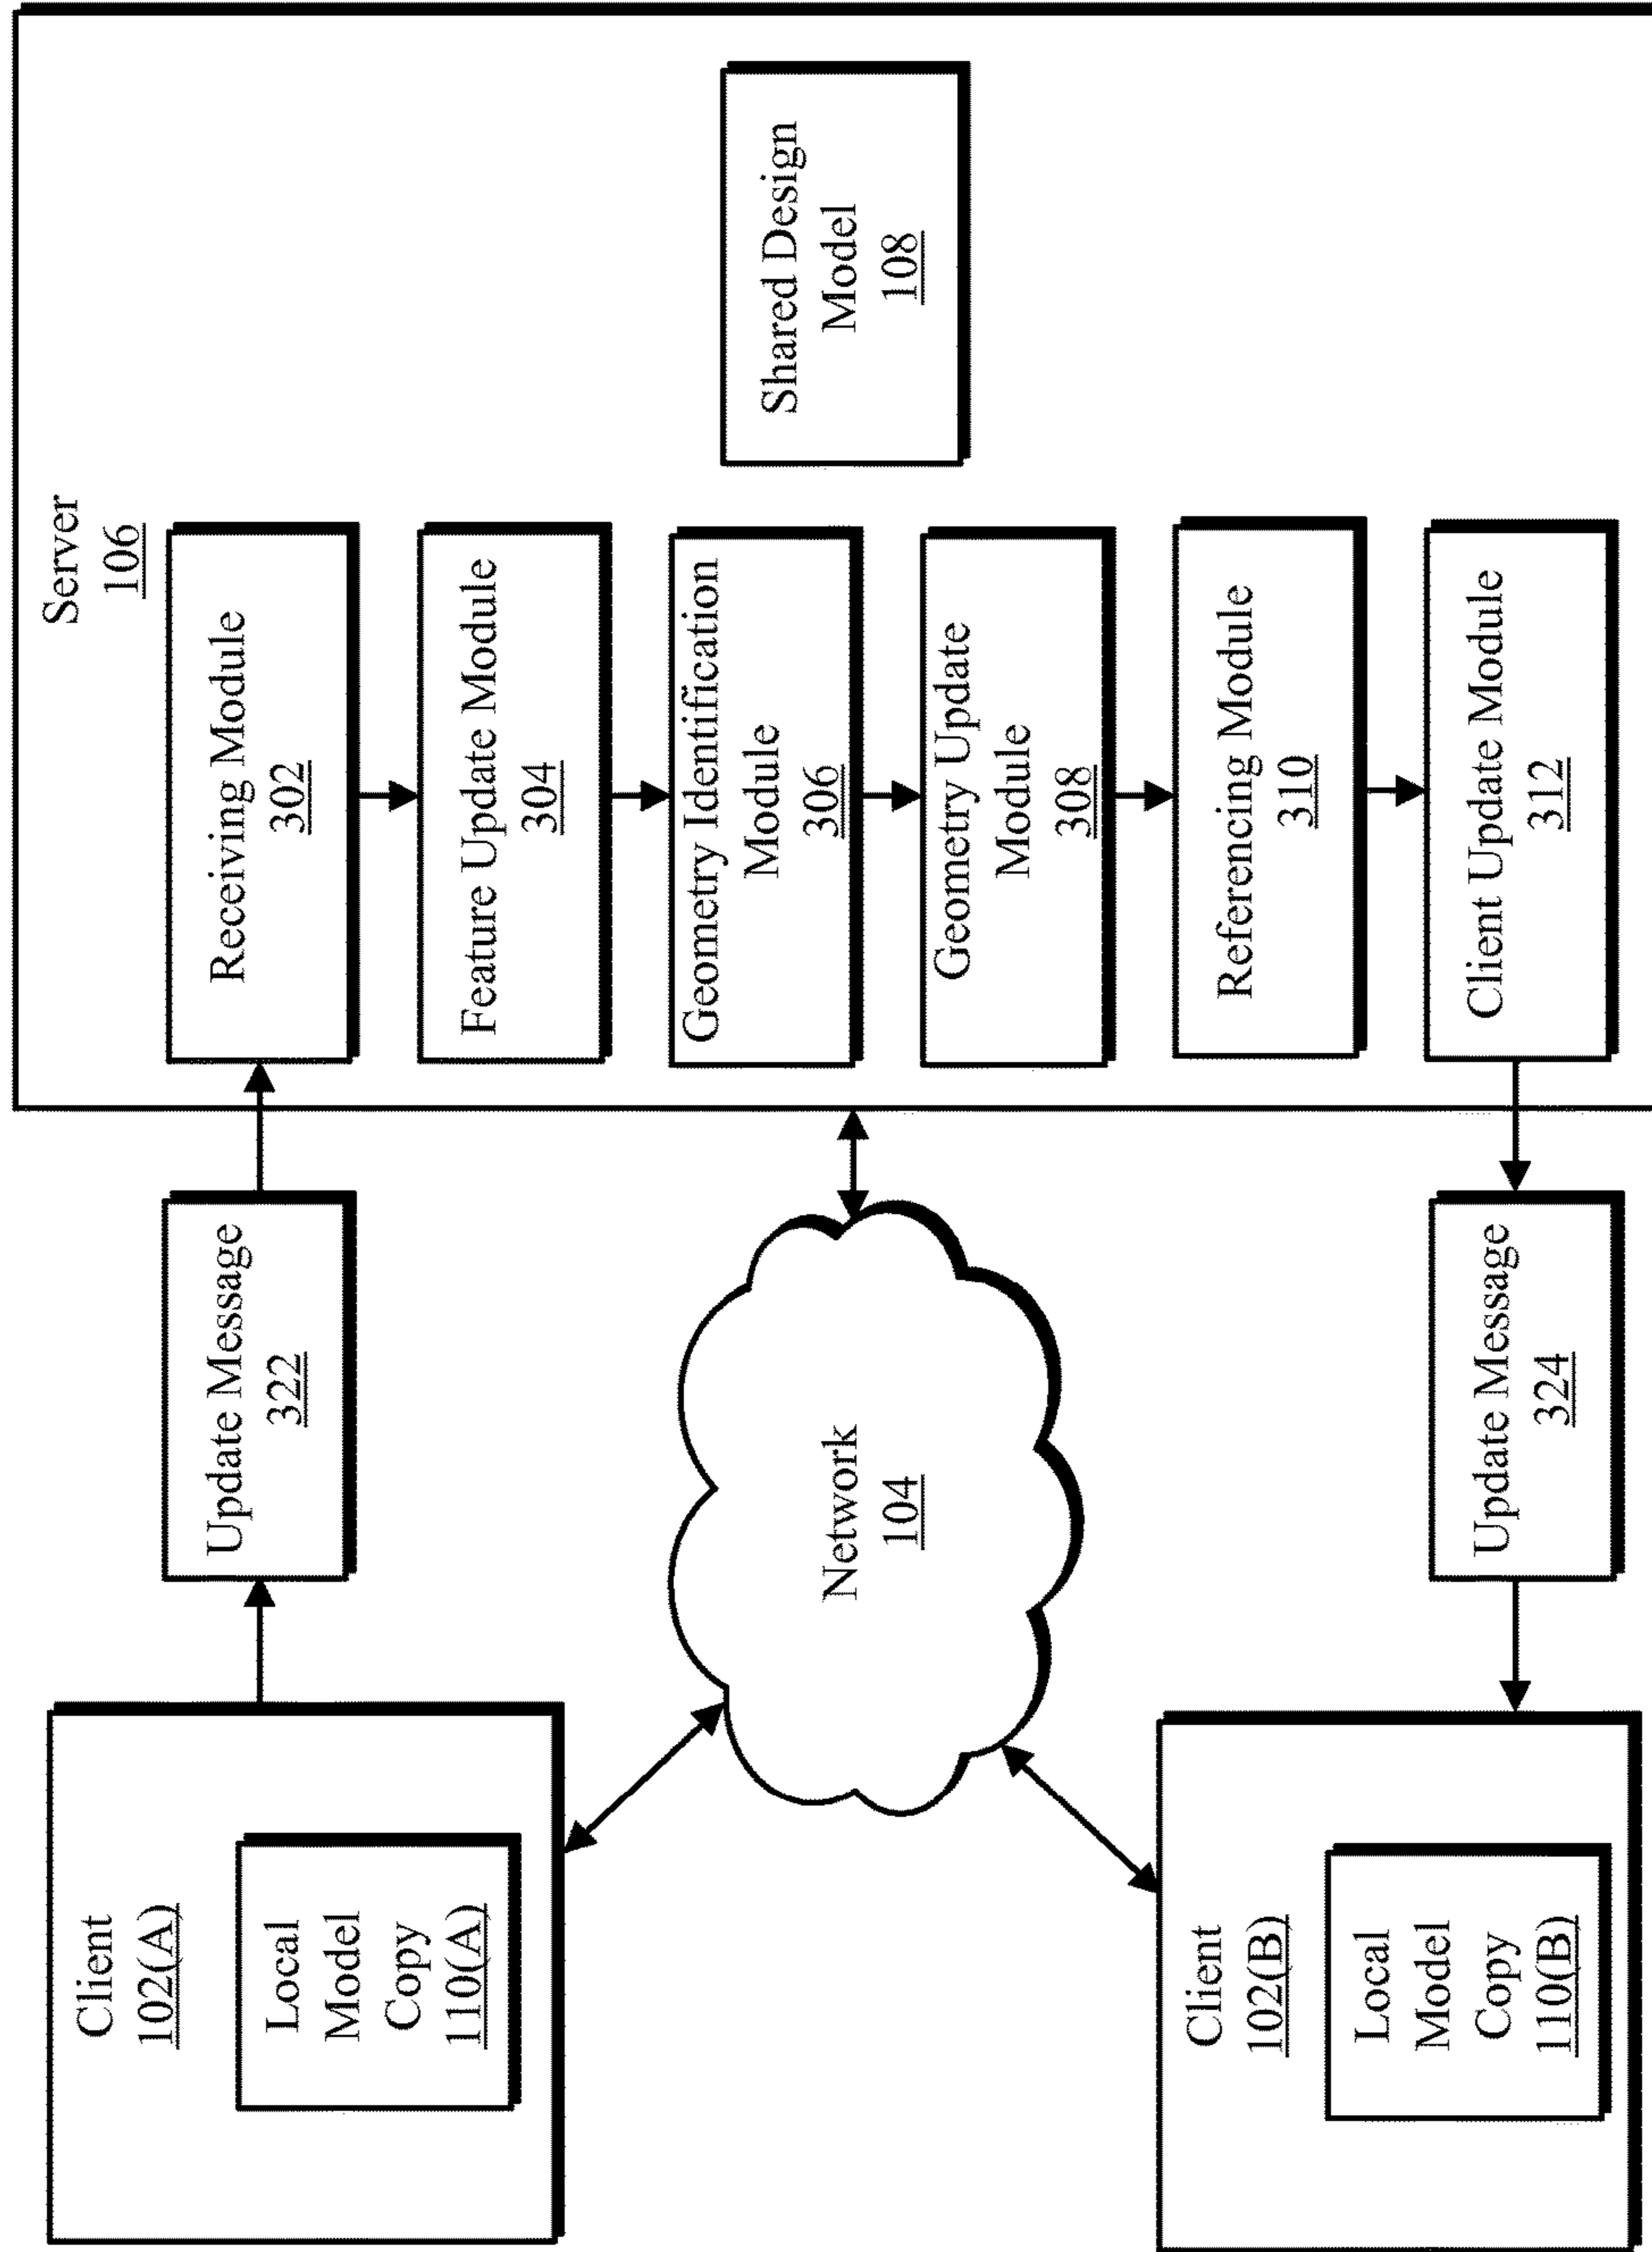 Client
102(A)
Local
Model
Copy
110(A)
Update Message
322
Server
106
Receiving Module
302
Feature Update Module
304
Geometry Identification
Module
306
Geometry Update
Module
308
Referencing Module
310
Client Update Module
312
Shared Design
Model
108
Network
104
Client
102(B)
Local
Model
Copy
110(B)
Update Message
324